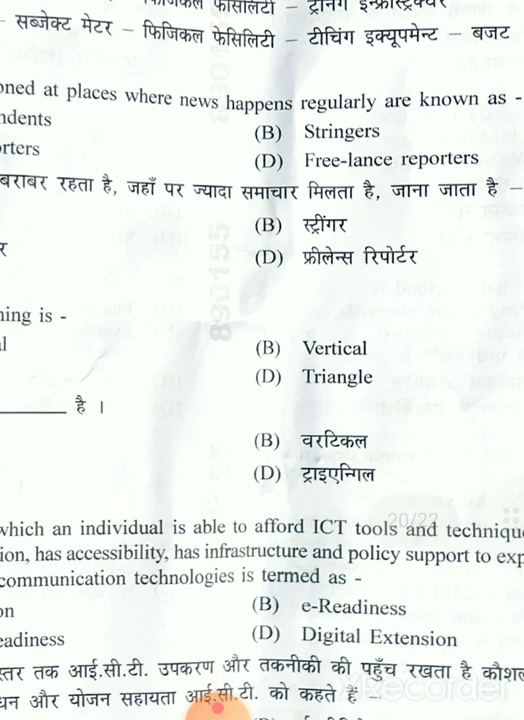 फिजिकल फेसिलिटी – ट्रेनिंग इन्फ्रास्ट्रक्चर
- सब्जेक्ट मेटर – फिजिकल फेसिलिटी – टीचिंग इक्यूपमेन्ट – बजट
oned at places where news happens regularly are known as -
ndents
(B) Stringers
rters
(D) Free-lance reporters
बराबर रहता है, जहाँ पर ज्यादा समाचार मिलता है, जाना जाता है –
(B) स्ट्रींगर
र
(D) फ्रीलेन्स रिपोर्टर
890155
ning is -
l
(B) Vertical
(D) Triangle
है ।
(B) वरटिकल
(D) ट्राइएन्गिल
20/22
which an individual is able to afford ICT tools and technique
ion, has accessibility, has infrastructure and policy support to exp
communication technologies is termed as -
on
(B) e-Readiness
eadiness
(D) Digital Extension
स्तर तक आई.सी.टी. उपकरण और तकनीकी की पहुँच रखता है कौशल
धन और योजन सहायता आई.सी.टी. को कहते हैं –
XRecorder